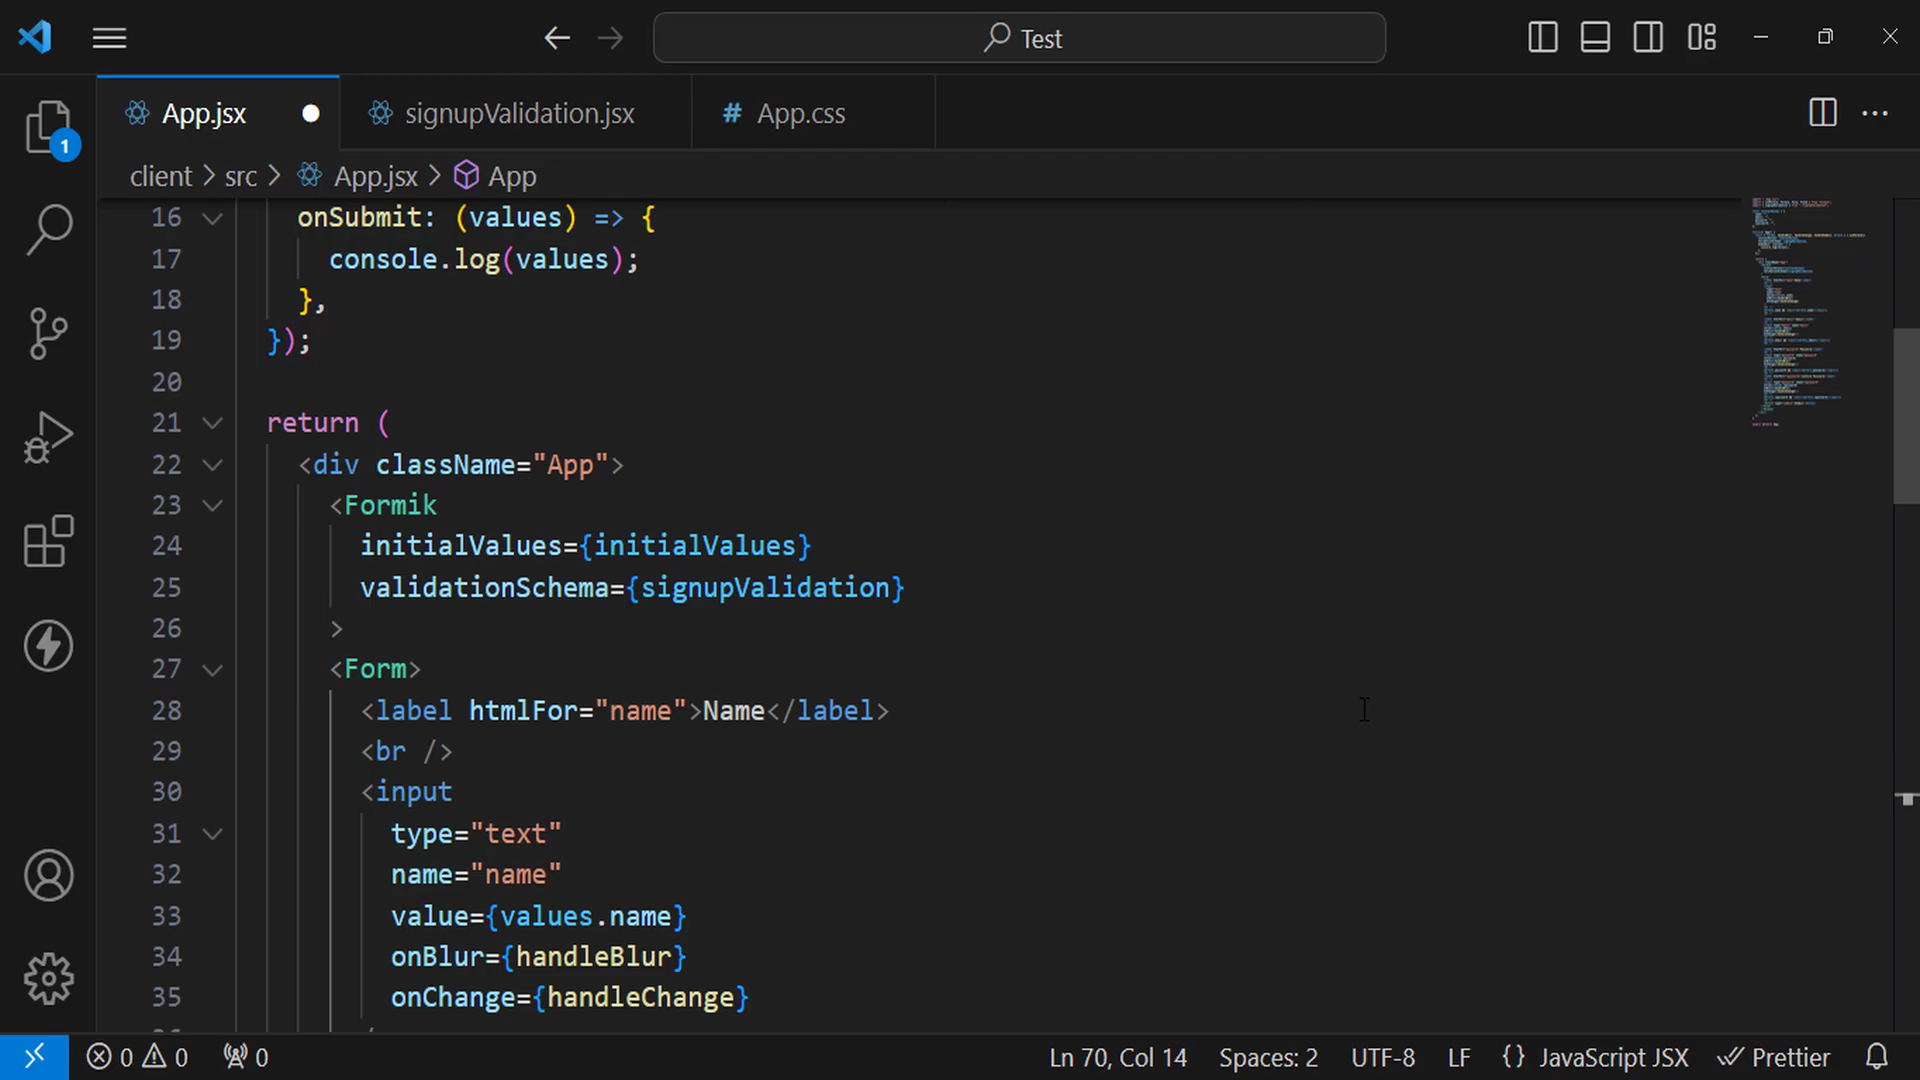 Test
App.jsx
signupValidation.jsx
# App.css
1
client > src > App.jsx > App
16 onSubmit: (values) => {
17 console.log(values);
18 },
19 });
20
21 return (
22 <div className="App">
23 <Formik
24 initialValues={initialValues}
25 validationSchema={signupValidation}
26 >
27 <Form>
28 <label htmlFor="name">Name</label>
29 <br />
30 <input
31 type="text"
32 name="name"
33 value={values.name}
34 onBlur={handleBlur}
35 onChange={handleChange}
0 0 0 Ln 70, Col 14 Spaces: 2 UTF-8 LF {} JavaScript JSX Prettier